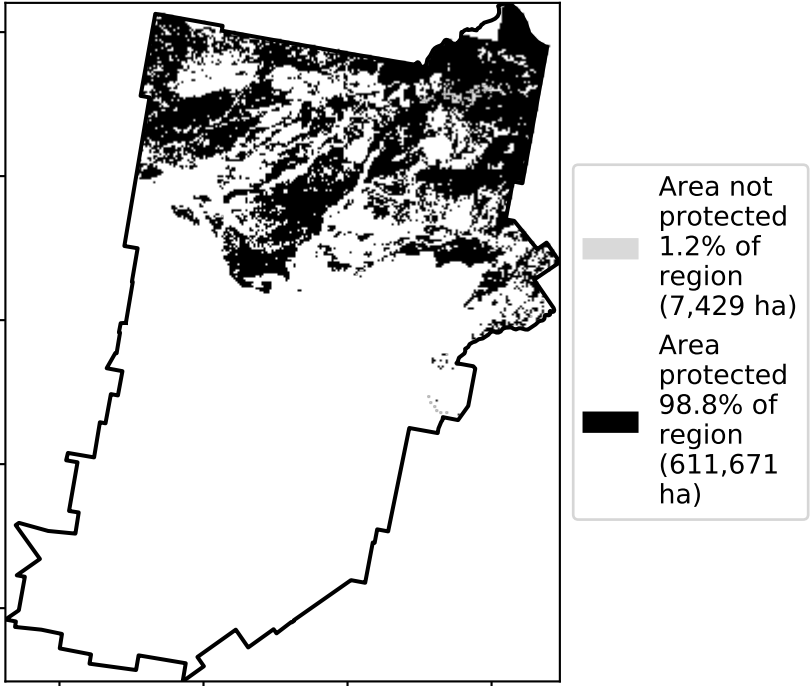 Area not
protected
1.2% of
region
(7,429 ha)
Area
protected
98.8% of
region
(611,671
ha)